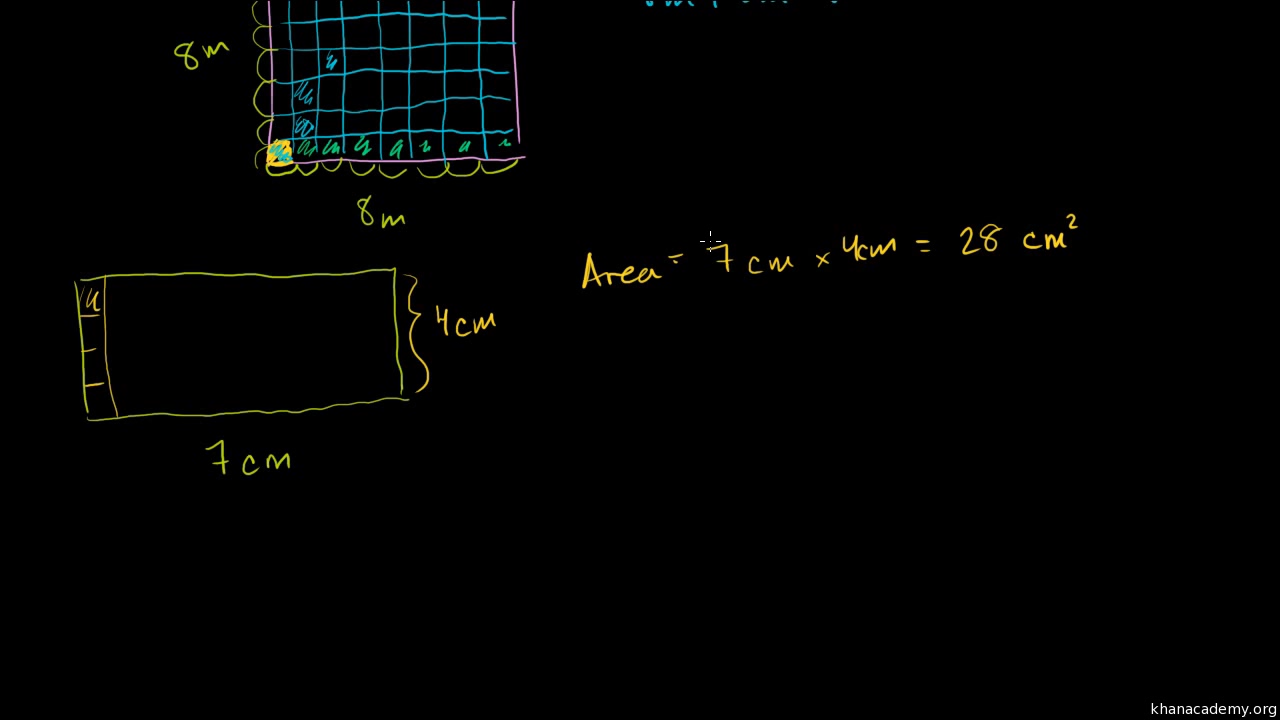 8m
8m
Area = 7 cm × 4cm = 28 cm²
4cm
7cm
khanacademy.org